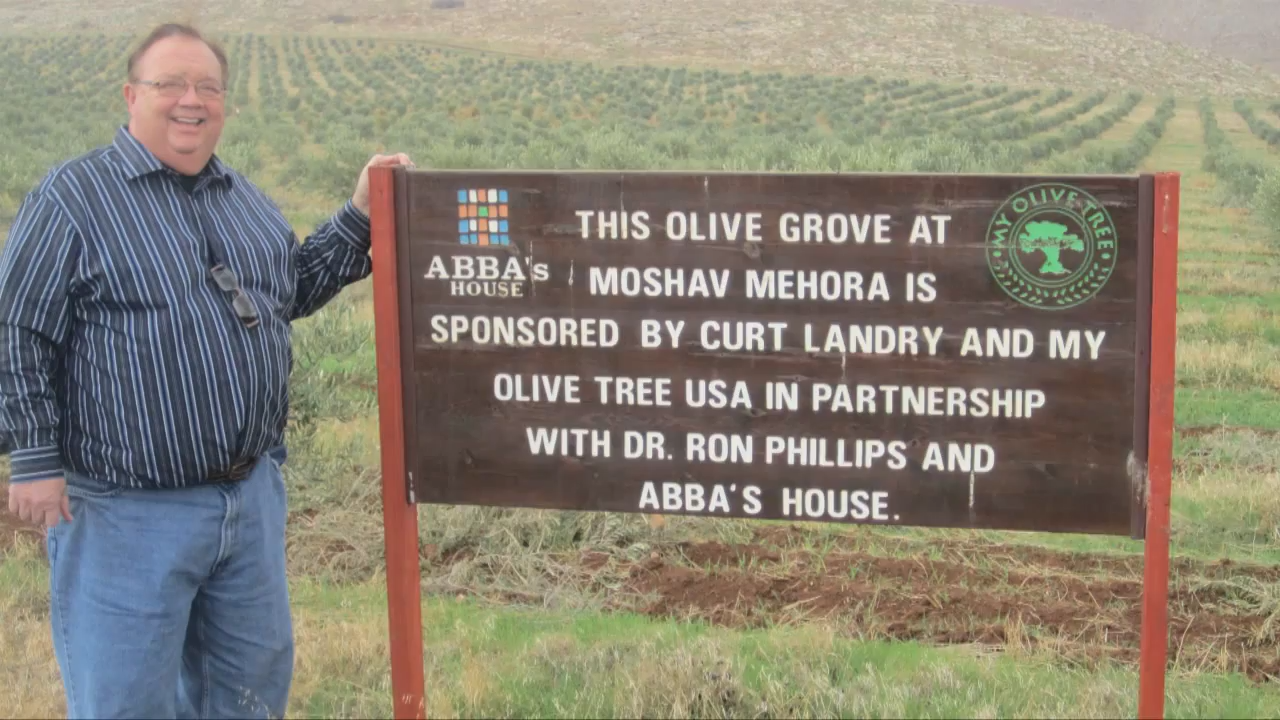 ABBA's
HOUSE
MY OLIVE TREE
THIS OLIVE GROVE AT
MOSHAV MEHORA IS
SPONSORED BY CURT LANDRY AND MY
OLIVE TREE USA IN PARTNERSHIP
WITH DR. RON PHILLIPS AND
ABBA'S HOUSE.